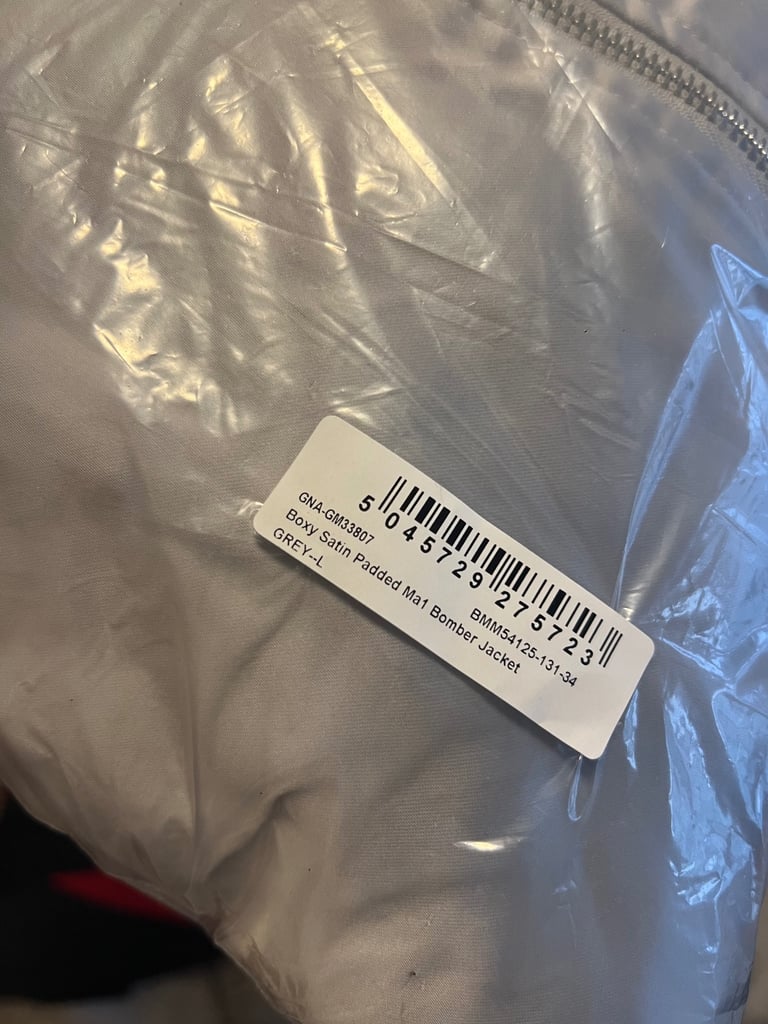 5 045729 275723
GNA-GM33807
BMM54125-131-34
Boxy Satin Padded Ma1 Bomber Jacket
GREY--L